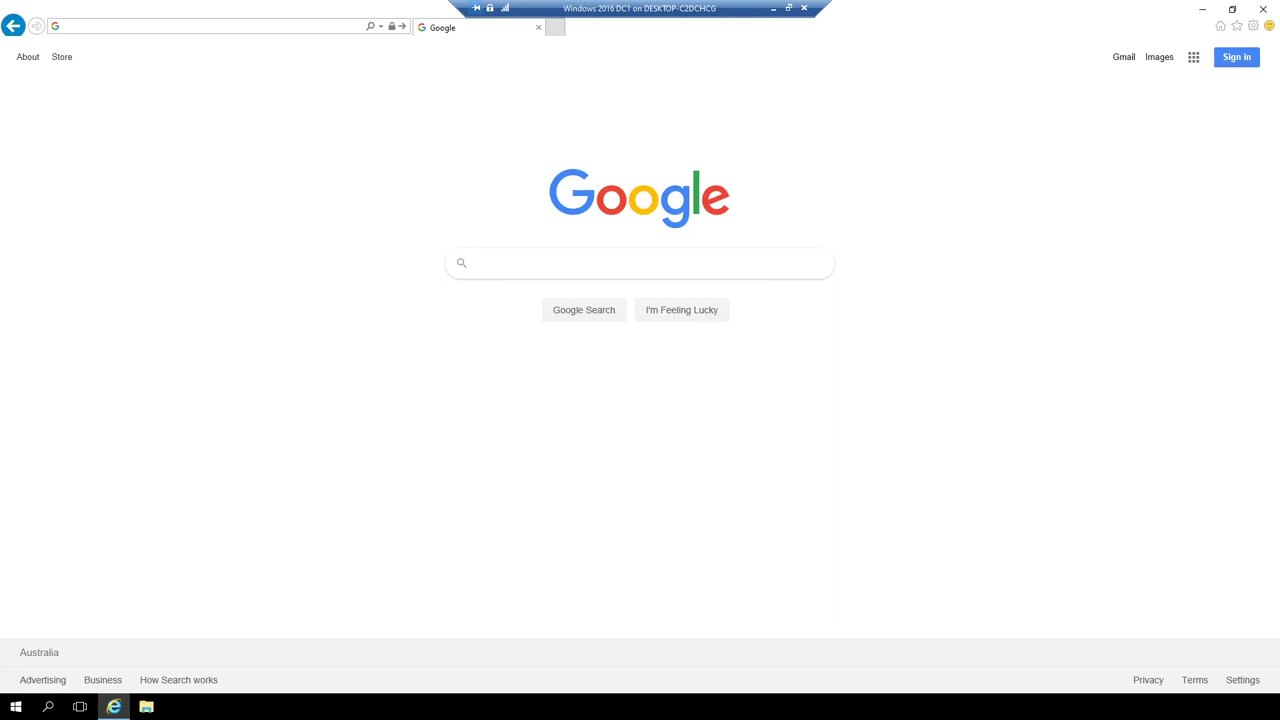 Windows 2016 DC1 on DESKTOP-C2DCHCG
Google
About Store
Gmail Images Sign in
Google
Google Search I'm Feeling Lucky
Australia
Advertising Business How Search works
Privacy Terms Settings